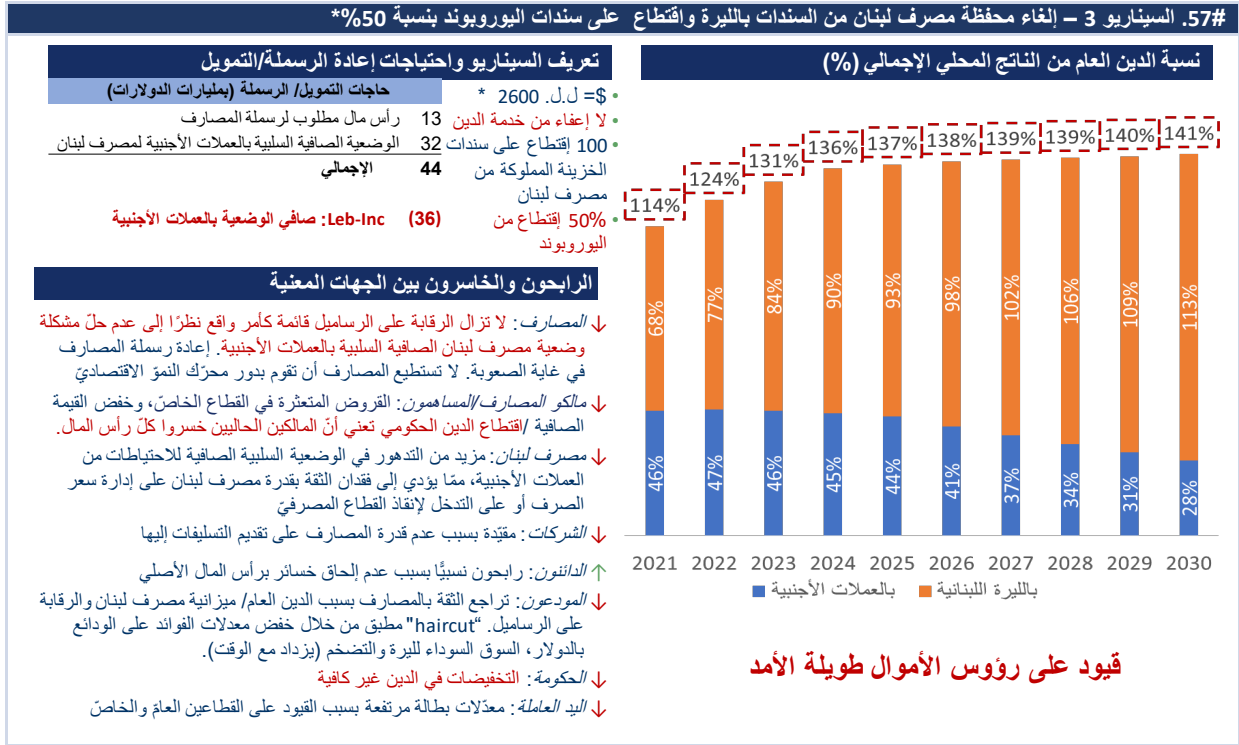 #57. السيناريو 3 – إلغاء محفظة مصرف لبنان من السندات بالليرة واقتطاع على سندات اليوروبوند بنسبة 50%*
تعريف السيناريو واحتياجات إعادة الرسملة/التمويل
• $= ل.ل. 2600 *
• لا إعفاء من خدمة الدين
• 100 إقتطاع على سندات
الخزينة المملوكة من
مصرف لبنان
• 50% إقتطاع من
اليوروبوند
حاجات التمويل/ الرسملة (بمليارات الدولارات)
13 رأس مال مطلوب لرسملة المصارف
32 الوضعية الصافية السلبية بالعملات الأجنبية لمصرف لبنان
44 الإجمالي
(36) Leb-Inc: صافي الوضعية بالعملات الأجنبية
الرابحون والخاسرون بين الجهات المعنية
↓ المصارف: لا تزال الرقابة على الرساميل قائمة كأمر واقع نظرًا إلى عدم حلّ مشكلة
وضعية مصرف لبنان الصافية السلبية بالعملات الأجنبية. إعادة رسملة المصارف
في غاية الصعوبة. لا تستطيع المصارف أن تقوم بدور محرّك النموّ الاقتصاديّ
↓ مالكو المصارف/المساهمون: القروض المتعثرة في القطاع الخاصّ، وخفض القيمة
الصافية /اقتطاع الدين الحكومي تعني أنّ المالكين الحاليين خسروا كلّ رأس المال.
↓ مصرف لبنان: مزيد من التدهور في الوضعية السلبية الصافية للاحتياطات من
العملات الأجنبية، ممّا يؤدي إلى فقدان الثقة بقدرة مصرف لبنان على إدارة سعر
الصرف أو على التدخل لإنقاذ القطاع المصرفيّ
↓ الشركات: مقيّدة بسبب عدم قدرة المصارف على تقديم التسليفات إليها
↑ الدائنون: رابحون نسبيًّا بسبب عدم إلحاق خسائر برأس المال الأصلي
↓ المودعون: تراجع الثقة بالمصارف بسبب الدين العام/ ميزانية مصرف لبنان والرقابة
على الرساميل. "haircut" مطبق من خلال خفض معدلات الفوائد على الودائع
بالدولار، السوق السوداء لليرة والتضخم (يزداد مع الوقت).
↓ الحكومة: التخفيضات في الدين غير كافية
↓ اليد العاملة: معدّلات بطالة مرتفعة بسبب القيود على القطاعين العامّ والخاصّ
نسبة الدين العام من الناتج المحلي الإجمالي (%)
114% 124% 131% 136% 137% 138% 139% 139% 140% 141%
68% 77% 84% 90% 93% 98% 102% 106% 109% 113%
46% 47% 46% 45% 44% 41% 37% 34% 31% 28%
2021 2022 2023 2024 2025 2026 2027 2028 2029 2030
بالليرة اللبنانية بالعملات الأجنبية
قيود على رؤوس الأموال طويلة الأمد